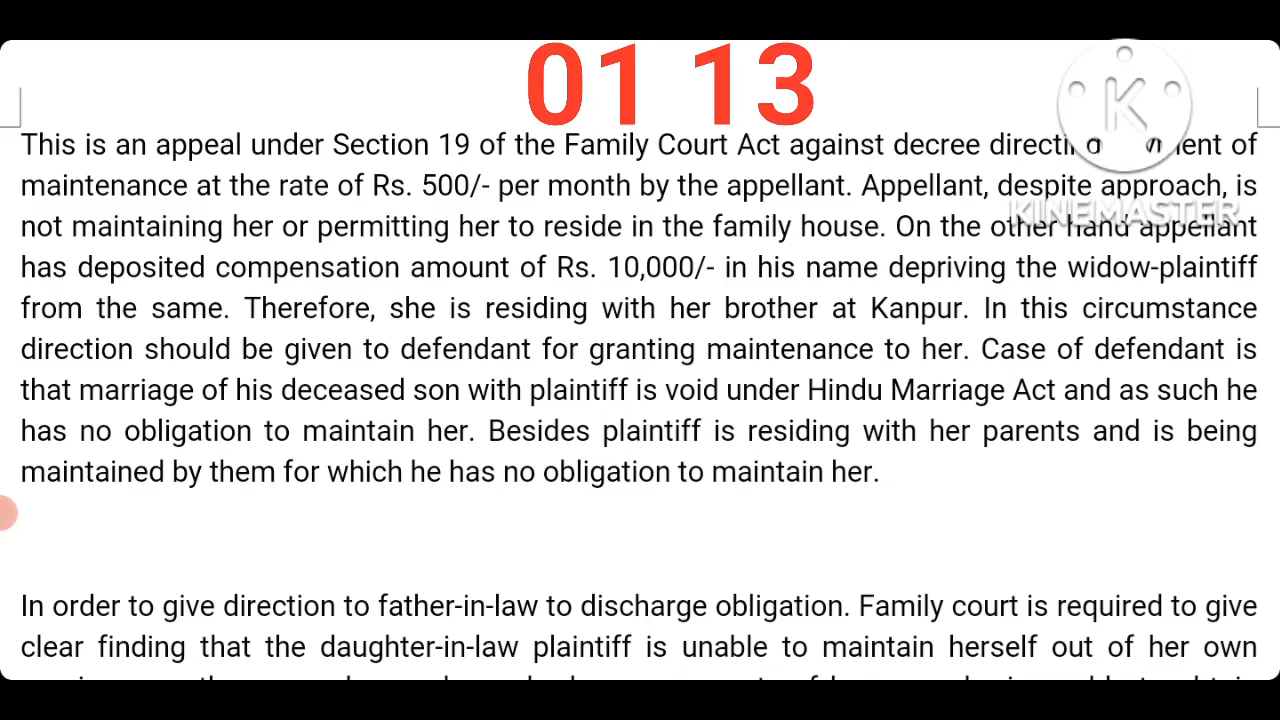 01 13
This is an appeal under Section 19 of the Family Court Act against decree of
maintenance at the rate of Rs. 500/- per month by the appellant. Appellant, despite approach, is
not maintaining her or permitting her to reside in the family house. On the other hand appellant
has deposited compensation amount of Rs. 10,000/- in his name depriving the widow-plaintiff
from the same. Therefore, she is residing with her brother at Kanpur. In this circumstance
direction should be given to defendant for granting maintenance to her. Case of defendant is
that marriage of his deceased son with plaintiff is void under Hindu Marriage Act and as such he
has no obligation to maintain her. Besides plaintiff is residing with her parents and is being
maintained by them for which he has no obligation to maintain her.
In order to give direction to father-in-law to discharge obligation. Family court is required to give
clear finding that the daughter-in-law plaintiff is unable to maintain herself out of her own
K
KINEMASTER